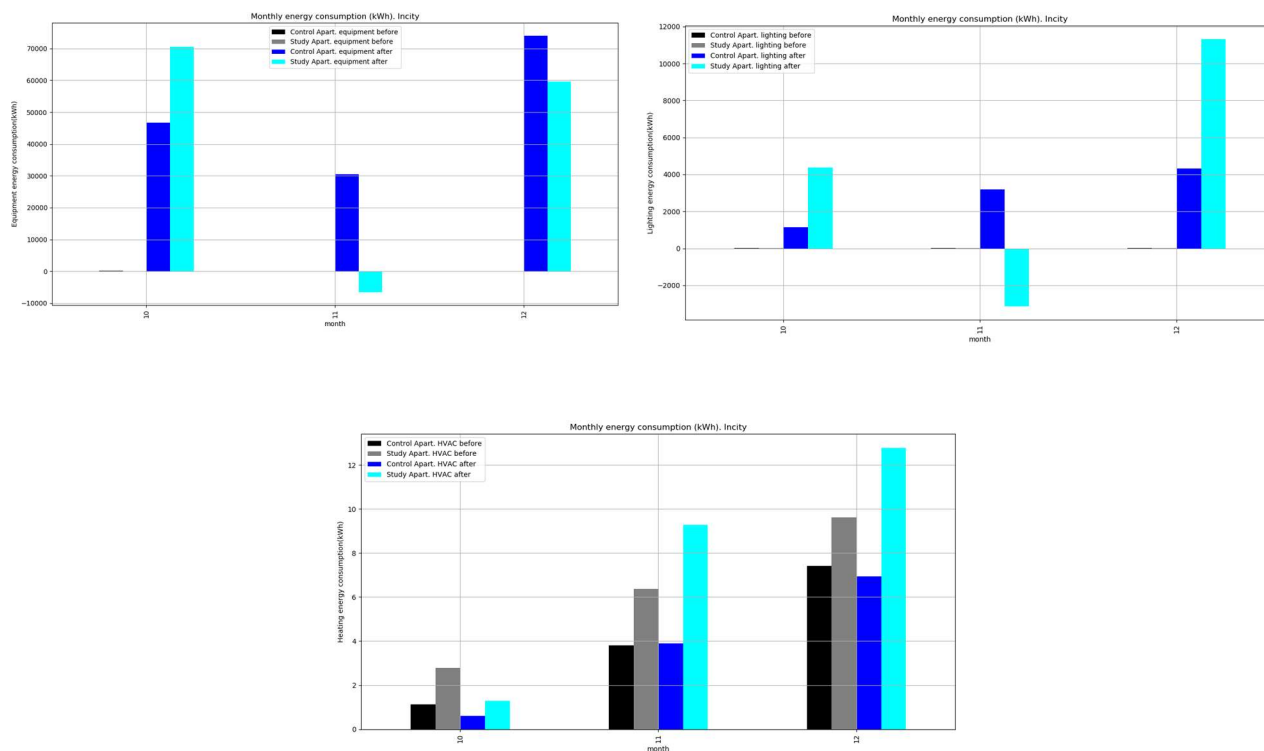 Monthly energy consumption (kWh). Incity
Control Apart. equipment before
Study Apart. equipment before
Control Apart. equipment after
Study Apart. equipment after
Equipment energy consumption(kWh)
70000
60000
50000
40000
30000
20000
10000
0
−10000
10
11
12
month
Monthly energy consumption (kWh). Incity
Control Apart. lighting before
Study Apart. lighting before
Control Apart. lighting after
Study Apart. lighting after
Lighting energy consumption(kWh)
12000
10000
8000
6000
4000
2000
0
−2000
10
11
12
month
Monthly energy consumption (kWh). Incity
Control Apart. HVAC before
Study Apart. HVAC before
Control Apart. HVAC after
Study Apart. HVAC after
Heating energy consumption(kWh)
12
10
8
6
4
2
0
10
11
12
month